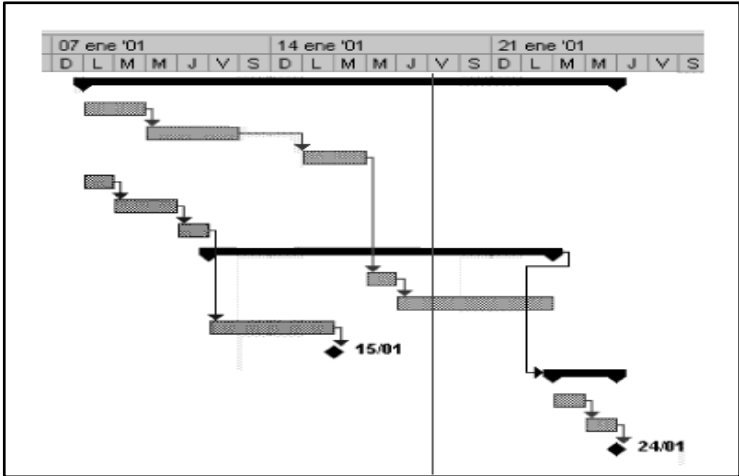 07 ene '01 14 ene '01 21 ene '01
D L M M J V S D L M M J V S D L M M J V S
15/01
24/01